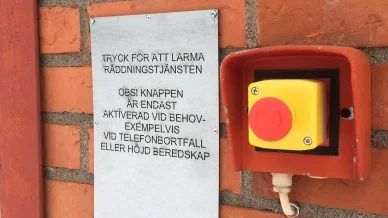 TRYCK FÖR ATT LARMA
RÄDDNINGSTJÄNSTEN
OBS! KNAPPEN
ÄR ENDAST
AKTIVERAD VID BEHOV-
EXEMPELVIS
VID TELEFONBORTFALL
ELLER HÖJD BEREDSKAP